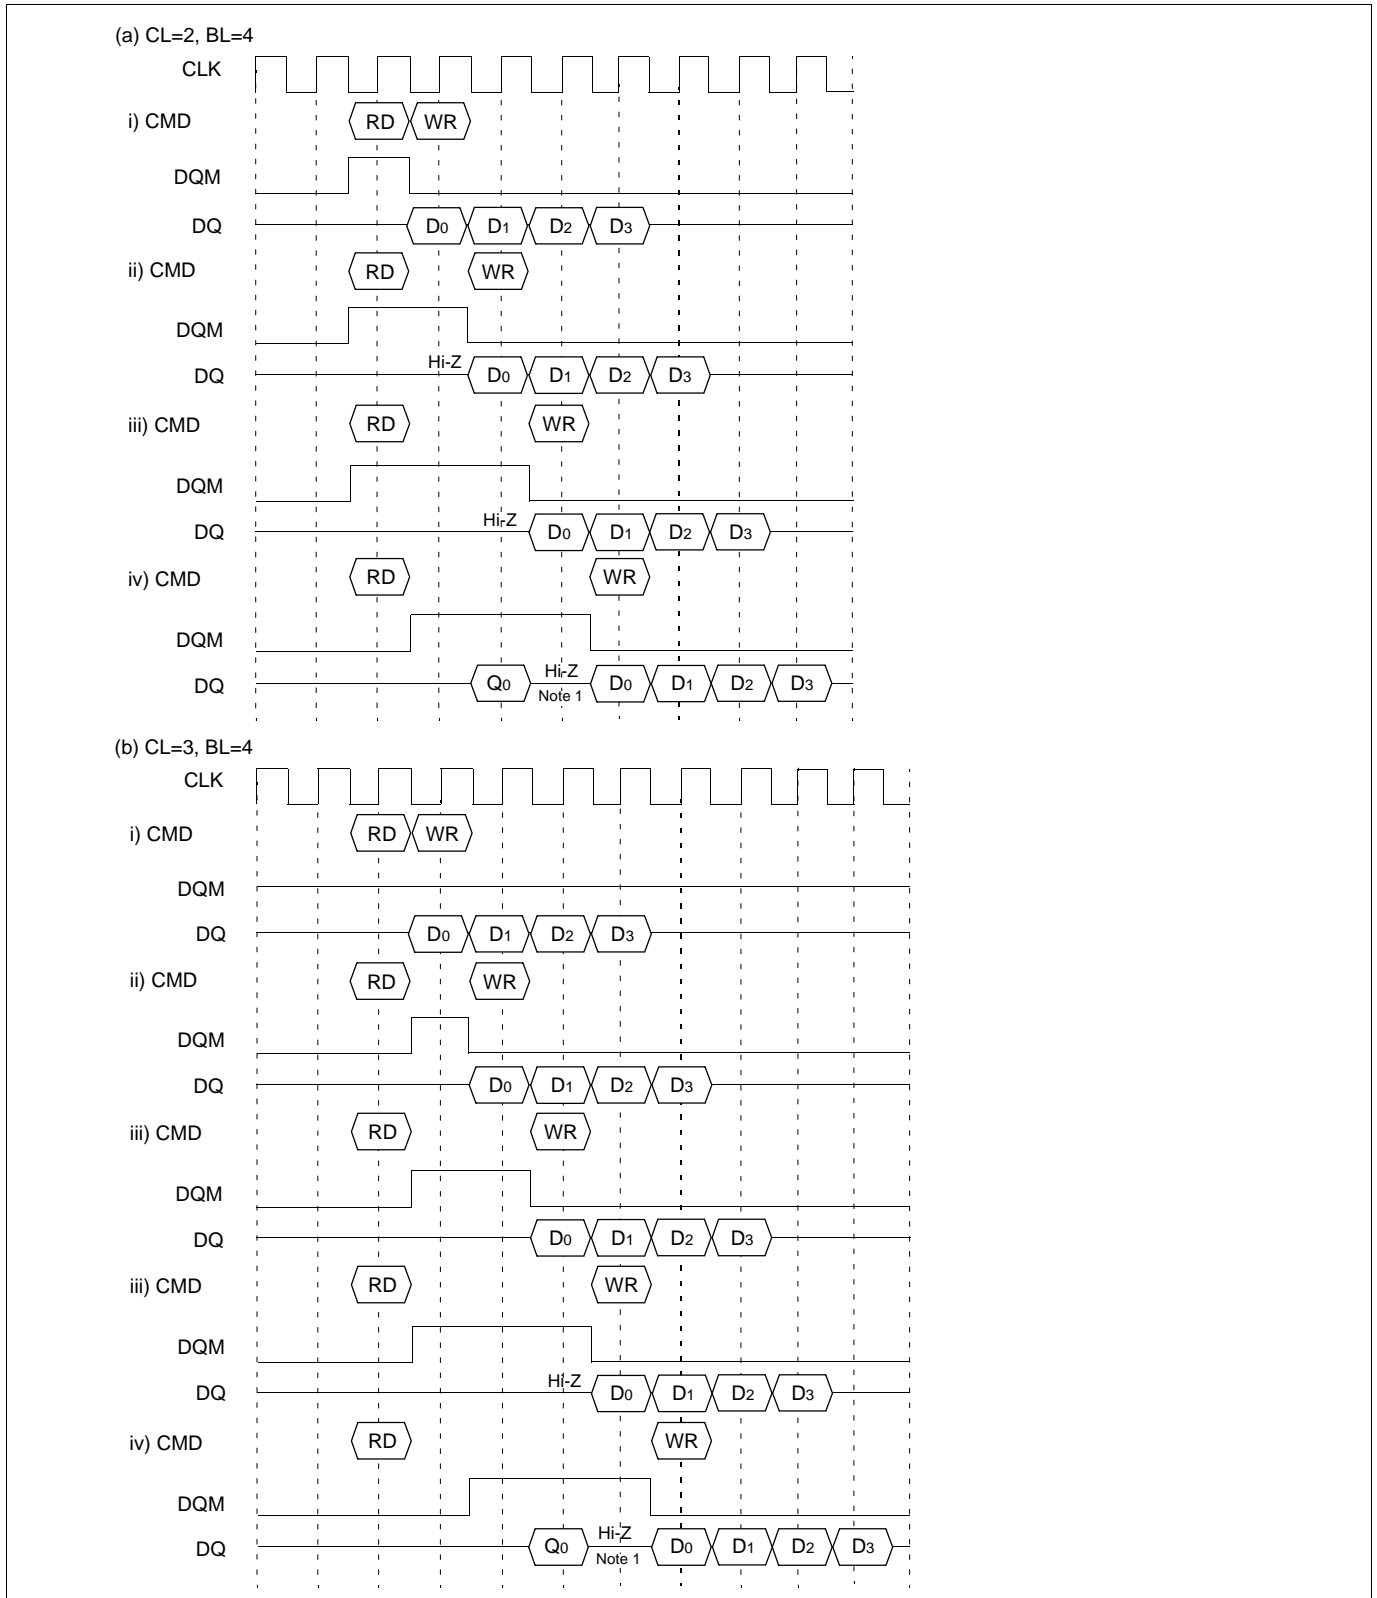 (a) CL=2, BL=4
CLK
i) CMD RD WR
DQM
DQ D0 D1 D2 D3
ii) CMD RD WR
DQM
Hi-Z
DQ D0 D1 D2 D3
iii) CMD RD WR
DQM
Hi-Z
DQ D0 D1 D2 D3
iv) CMD RD WR
DQM
Hi-Z
DQ Q0 Note 1 D0 D1 D2 D3
(b) CL=3, BL=4
CLK
i) CMD RD WR
DQM
DQ D0 D1 D2 D3
ii) CMD RD WR
DQM
DQ D0 D1 D2 D3
iii) CMD RD WR
DQM
DQ D0 D1 D2 D3
iii) CMD RD WR
DQM
Hi-Z
DQ D0 D1 D2 D3
iv) CMD RD WR
DQM
Hi-Z
DQ Q0 Note 1 D0 D1 D2 D3